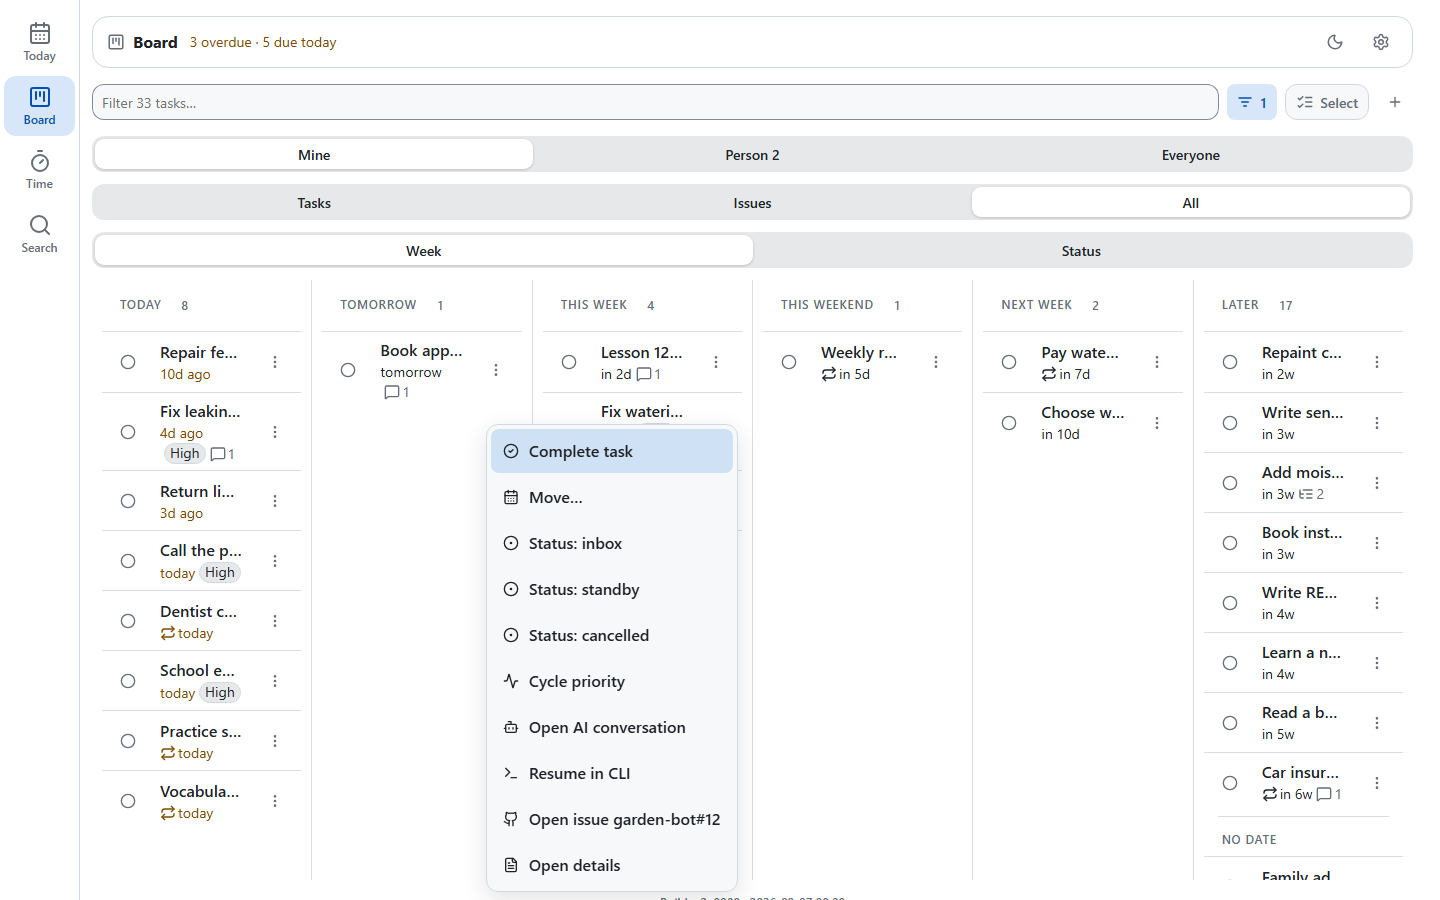 Today
Board
Time
Search
Board 3 overdue · 5 due today
Filter 33 tasks...
1
Select
Mine
Person 2
Everyone
Tasks
Issues
All
Week
Status
TODAY 8
Repair fe...
10d ago
Fix leakin...
4d ago
High 1
Return li...
3d ago
Call the p...
today High
Dentist c...
today
School e...
today High
Practice s...
today
Vocabula...
today
TOMORROW 1
Book app...
tomorrow
1
THIS WEEK 4
Lesson 12...
in 2d 1
Fix wateri...
Complete task
Move...
Status: inbox
Status: standby
Status: cancelled
Cycle priority
Open AI conversation
Resume in CLI
Open issue garden-bot#12
Open details
THIS WEEKEND 1
Weekly r...
in 5d
NEXT WEEK 2
Pay wate...
in 7d
Choose w...
in 10d
LATER 17
Repaint c...
in 2w
Write sen...
in 3w
Add mois...
in 3w 2
Book inst...
in 3w
Write RE...
in 4w
Learn a n...
in 4w
Read a b...
in 5w
Car insur...
in 6w 1
NO DATE
Family ad